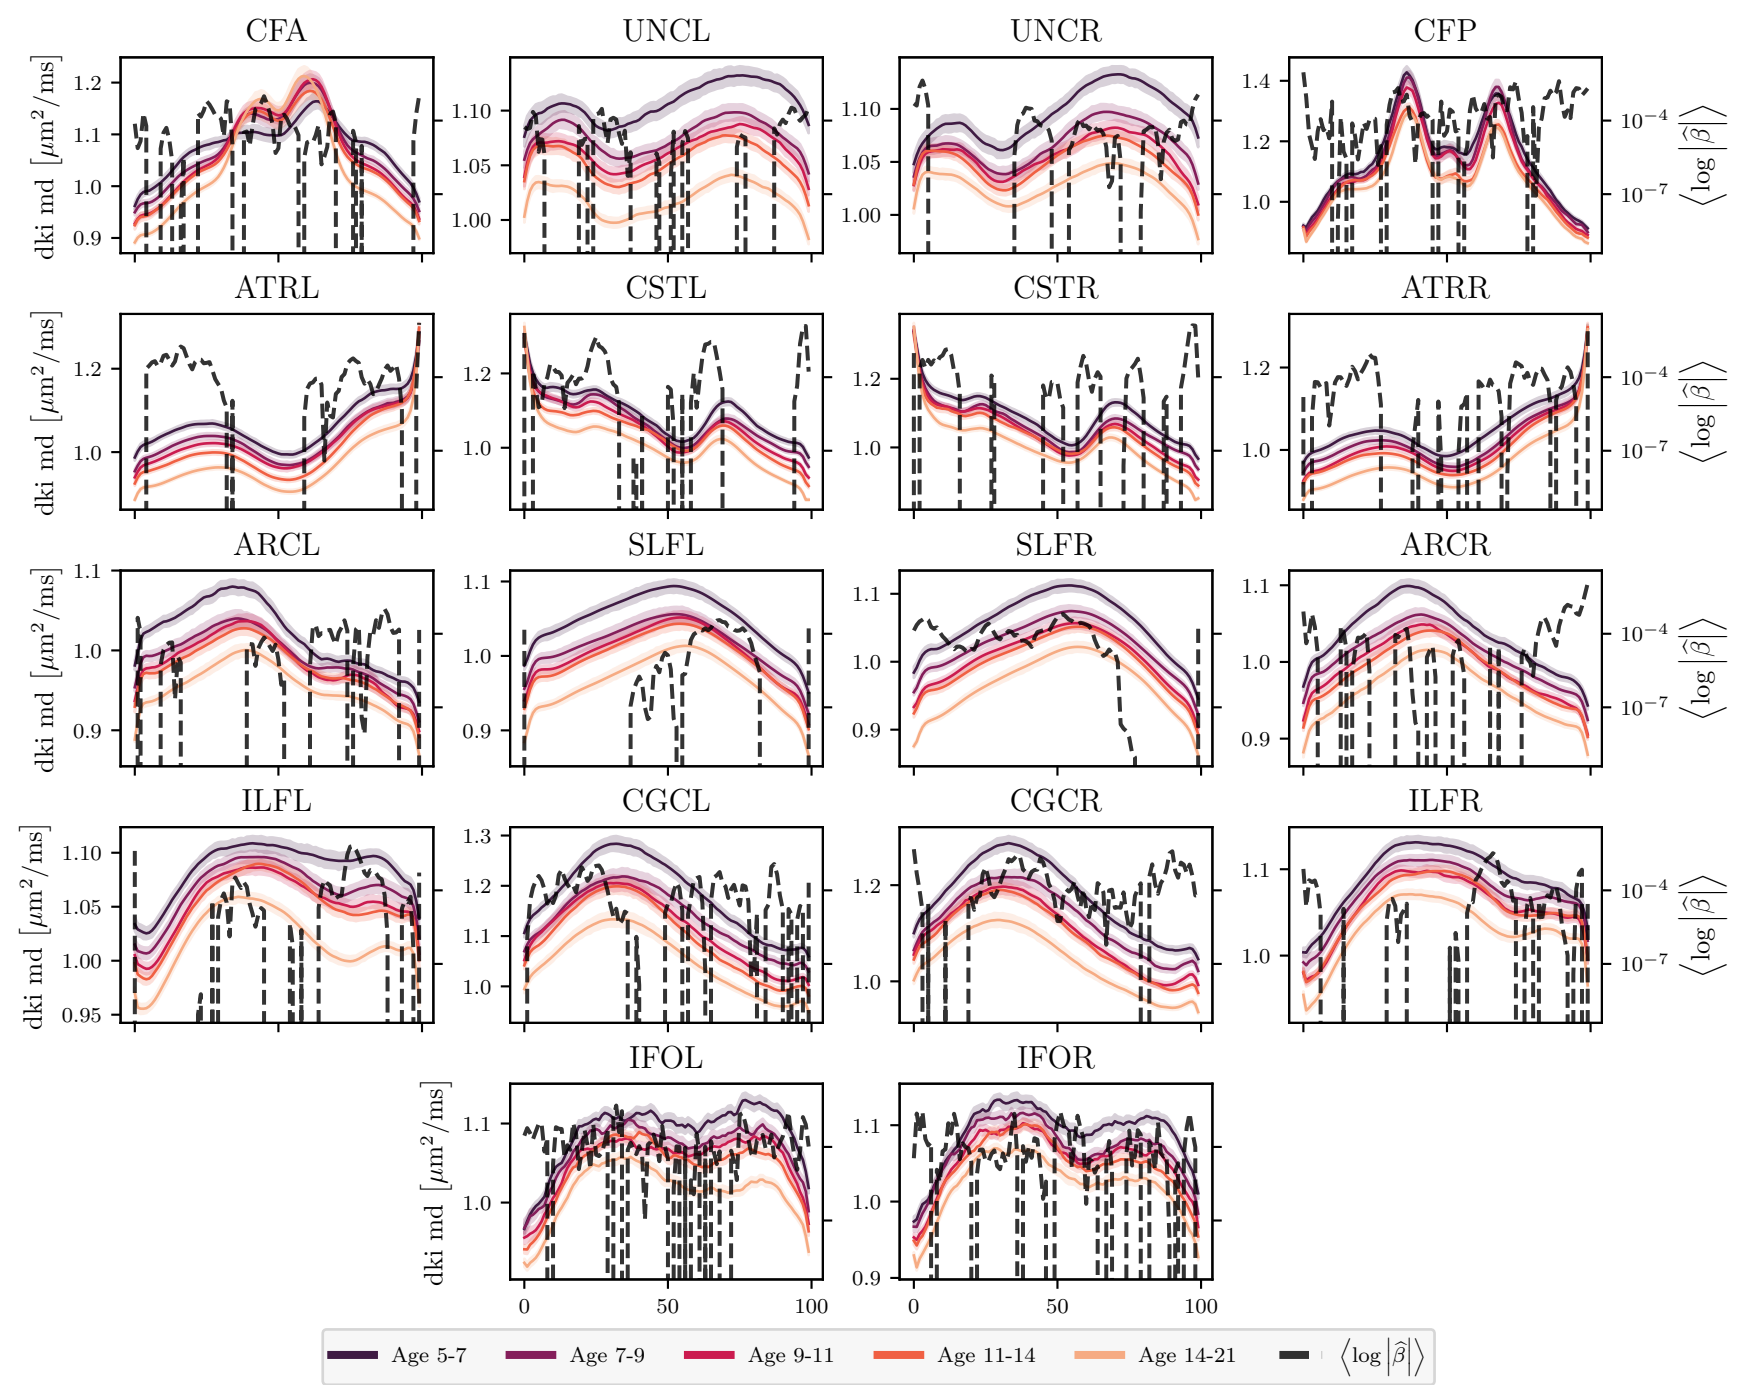 CFA UNCL UNCR CFP
dki md [μm²/ms] 1.2 1.1 1.0 0.9
1.10 1.05 1.00
1.10 1.05 1.00
1.4 1.2 1.0
10⁻⁴ 10⁻⁷ ⟨log |β̂|⟩
ATRL CSTL CSTR ATRR
dki md [μm²/ms] 1.2 1.0
1.2 1.0
1.2 1.0
1.2 1.0
10⁻⁴ 10⁻⁷ ⟨log |β̂|⟩
ARCL SLFL SLFR ARCR
dki md [μm²/ms] 1.1 1.0 0.9
1.1 1.0 0.9
1.1 1.0 0.9
1.1 1.0 0.9
10⁻⁴ 10⁻⁷ ⟨log |β̂|⟩
ILFL CGCL CGCR ILFR
dki md [μm²/ms] 1.10 1.05 1.00 0.95
1.3 1.2 1.1 1.0
1.2 1.0
1.1 1.0
10⁻⁴ 10⁻⁷ ⟨log |β̂|⟩
IFOL IFOR
dki md [μm²/ms] 1.1 1.0
1.1 1.0 0.9
0 50 100 0 50 100
Age 5-7 Age 7-9 Age 9-11 Age 11-14 Age 14-21 ⟨log |β̂|⟩